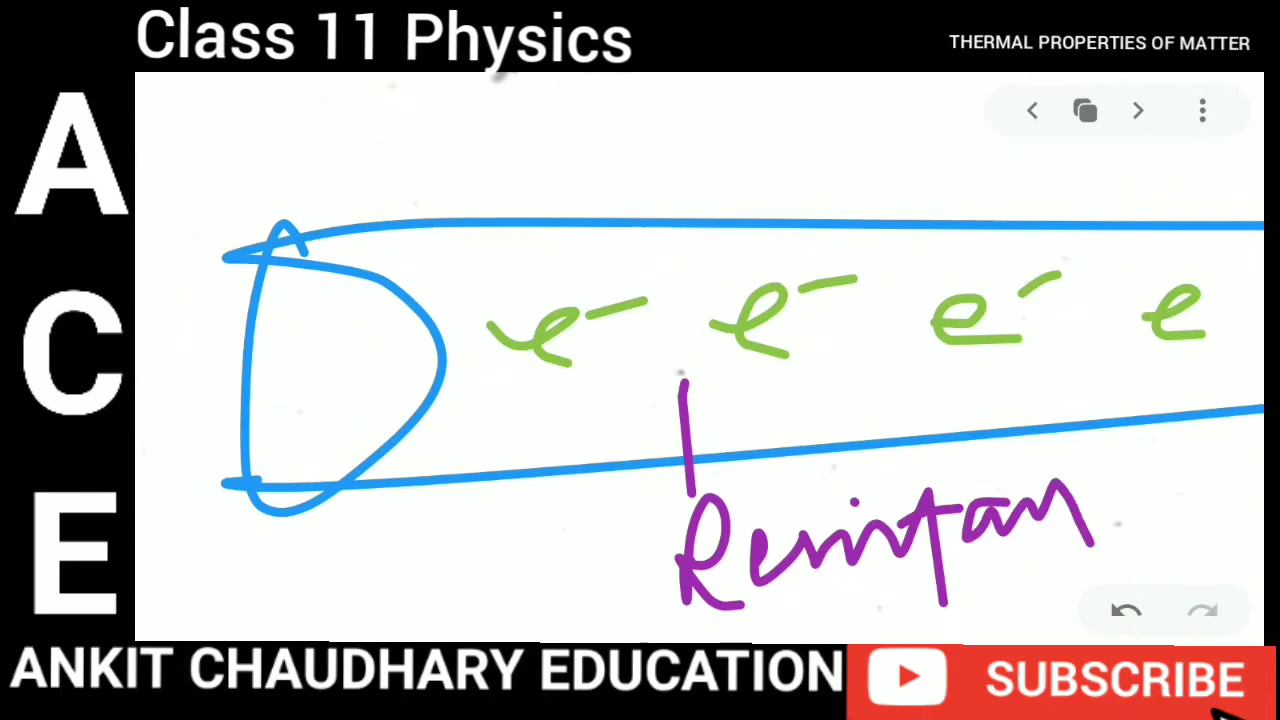 Class 11 Physics
THERMAL PROPERTIES OF MATTER
A
C
E
e⁻ e⁻ e⁻ e
Resistan
ANKIT CHAUDHARY EDUCATION
SUBSCRIBE